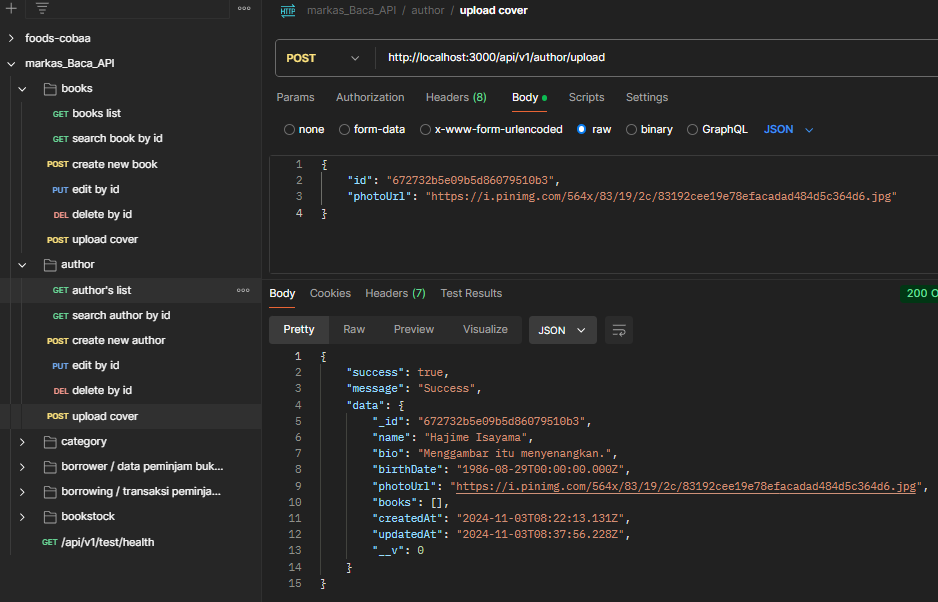 HTTP markas_Baca_API / author / upload cover
foods-cobaa
markas_Baca_API
books
GET books list
GET search book by id
POST create new book
PUT edit by id
DEL delete by id
POST upload cover
author
GET author's list
GET search author by id
POST create new author
PUT edit by id
DEL delete by id
POST upload cover
category
borrower / data peminjam buk...
borrowing / transaksi peminja...
bookstock
GET /api/v1/test/health
POST http://localhost:3000/api/v1/author/upload
Params Authorization Headers (8) Body Scripts Settings
none form-data x-www-form-urlencoded raw binary GraphQL JSON
1 {
2 "id": "672732b5e09b5d86079510b3",
3 "photoUrl": "https://i.pinimg.com/564x/83/19/2c/83192cee19e78efacadad484d5c364d6.jpg"
4 }
Body Cookies Headers (7) Test Results 200 O
Pretty Raw Preview Visualize JSON
1 {
2 "success": true,
3 "message": "Success",
4 "data": {
5 "_id": "672732b5e09b5d86079510b3",
6 "name": "Hajime Isayama",
7 "bio": "Menggambar itu menyenangkan.",
8 "birthDate": "1986-08-29T00:00:00.000Z",
9 "photoUrl": "https://i.pinimg.com/564x/83/19/2c/83192cee19e78efacadad484d5c364d6.jpg",
10 "books": [],
11 "createdAt": "2024-11-03T08:22:13.131Z",
12 "updatedAt": "2024-11-03T08:37:56.228Z",
13 "__v": 0
14 }
15 }